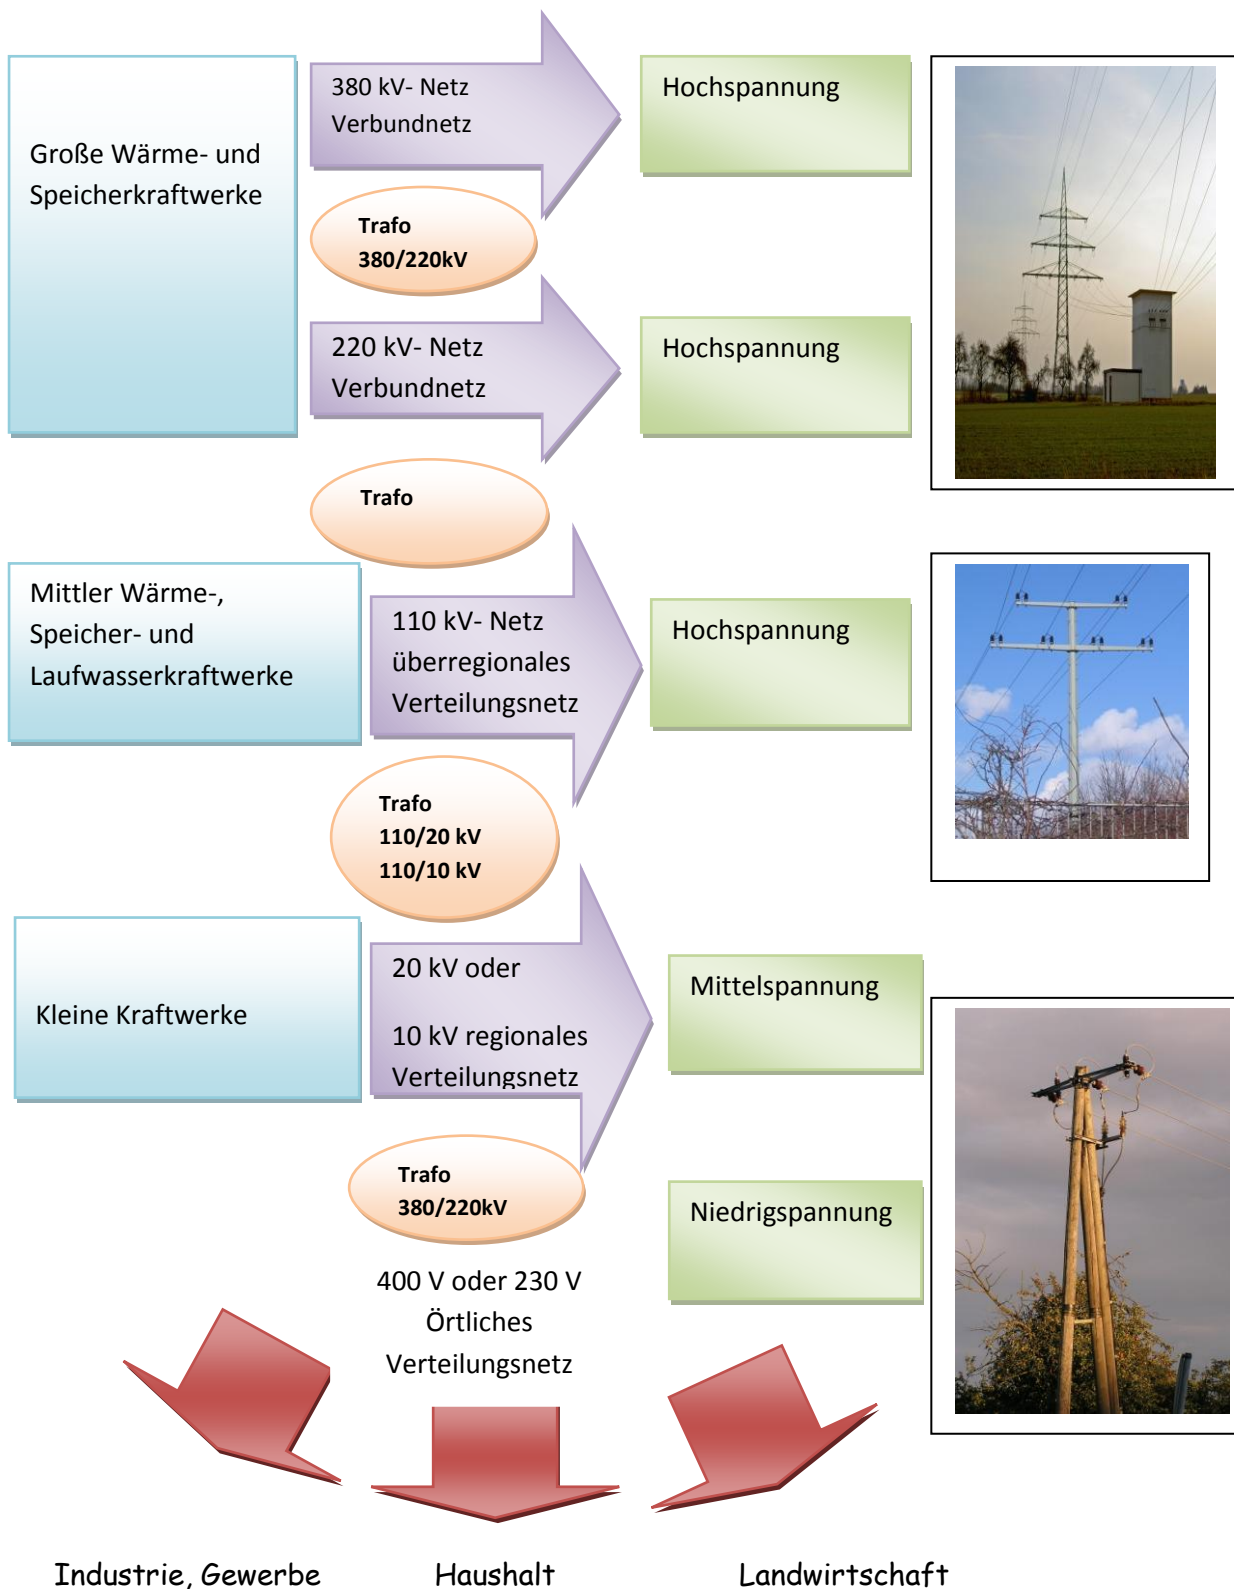 380 kV- Netz
Verbundnetz
Hochspannung
Große Wärme- und
Speicherkraftwerke
Trafo
380/220kV
220 kV- Netz
Verbundnetz
Hochspannung
Trafo
Mittler Wärme-,
Speicher- und
Laufwasserkraftwerke
110 kV- Netz
überregionales
Verteilungsnetz
Hochspannung
Trafo
110/20 kV
110/10 kV
Kleine Kraftwerke
20 kV oder
10 kV regionales
Verteilungsnetz
Mittelspannung
Trafo
380/220kV
Niedrigspannung
400 V oder 230 V
Örtliches
Verteilungsnetz
Industrie, Gewerbe
Haushalt
Landwirtschaft